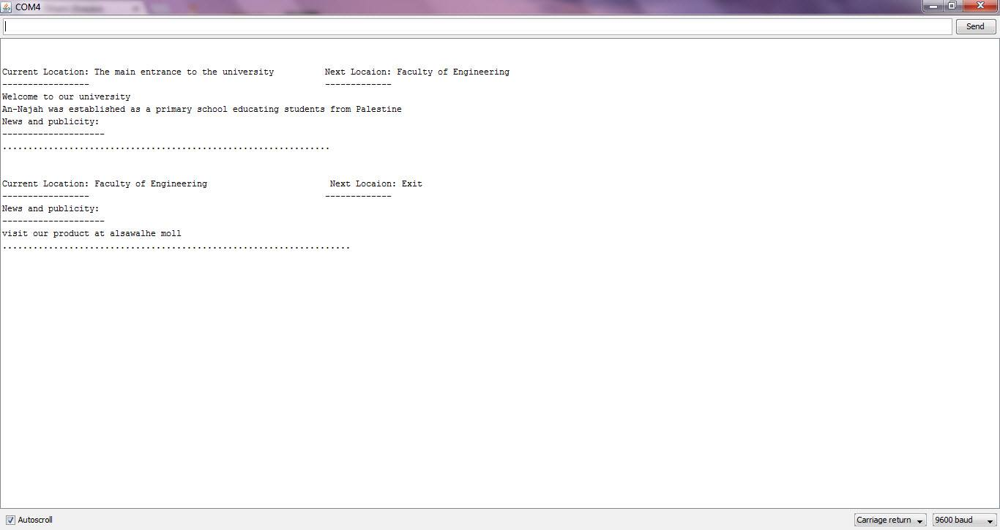 COM4
Send
Current Location: The main entrance to the university          Next Locaion: Faculty of Engineering
-----------------                                              -------------
Welcome to our university
An-Najah was established as a primary school educating students from Palestine
News and publicity:
--------------------
................................................................
Current Location: Faculty of Engineering                        Next Locaion: Exit
-----------------                                              -------------
News and publicity:
--------------------
visit our product at alsawalhe moll
....................................................................
Autoscroll
Carriage return
9600 baud